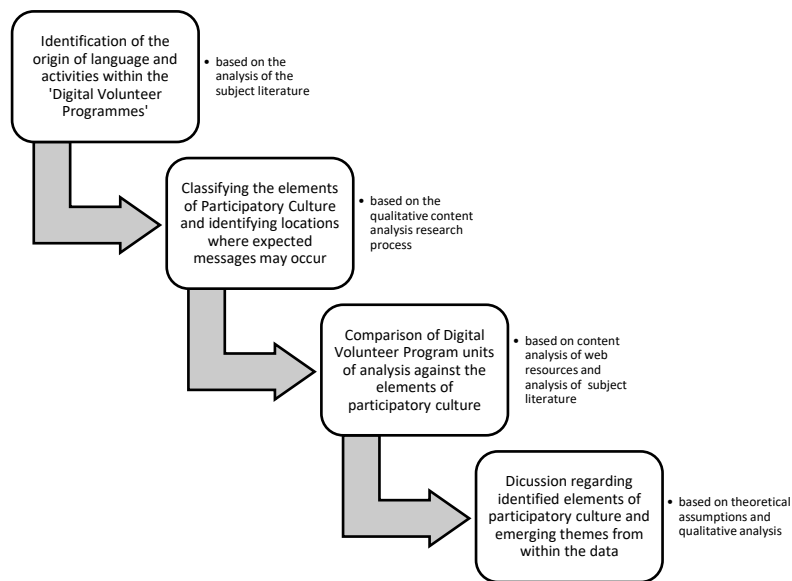 Identification of the
origin of language and
activities within the
'Digital Volunteer
Programmes'
• based on the
analysis of the
subject literature
Classifying the elements
of Participatory Culture
and identifying locations
where expected
messages may occur
• based on the
qualitative content
analysis research
process
Comparison of Digital
Volunteer Program units
of analysis against the
elements of
participatory culture
• based on content
analysis of web
resources and
analysis of subject
literature
Dicussion regarding
identified elements of
participatory culture and
emerging themes from
within the data
• based on theoretical
assumptions and
qualitative analysis